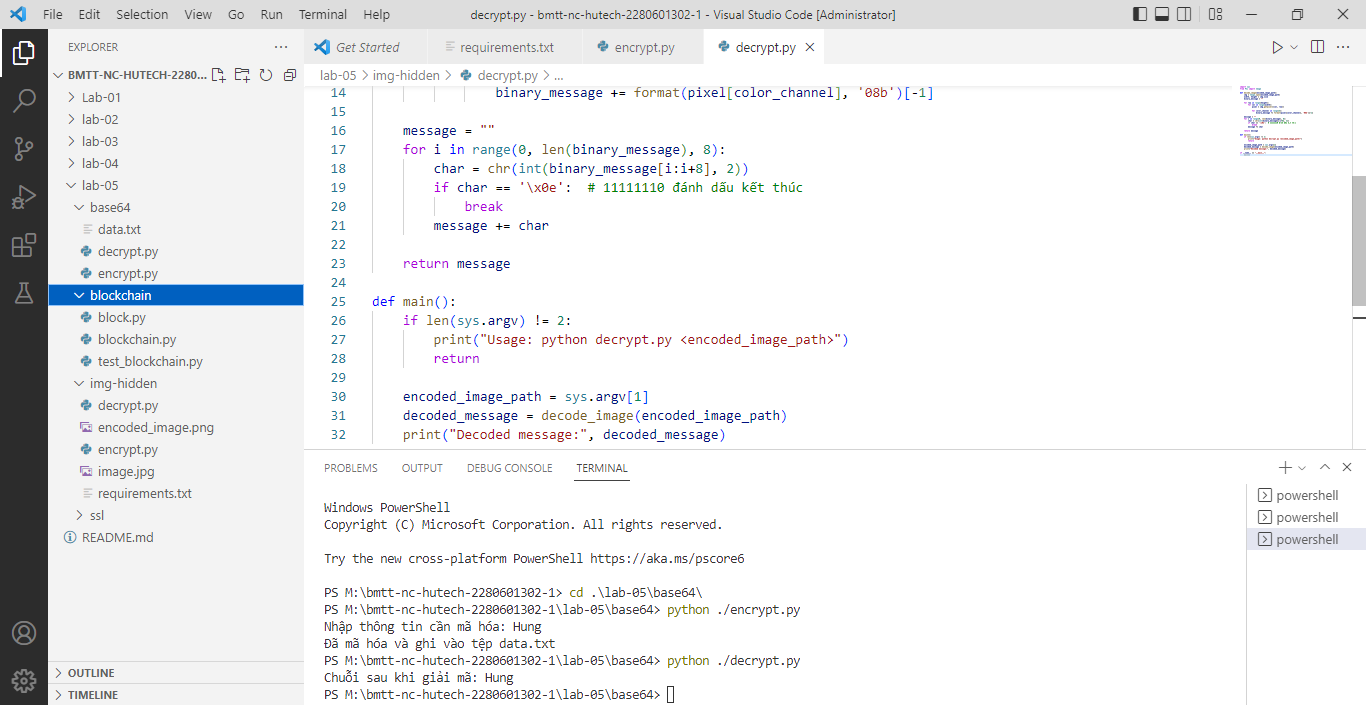 File Edit Selection View Go Run Terminal Help
decrypt.py - bmtt-nc-hutech-2280601302-1 - Visual Studio Code [Administrator]
EXPLORER
BMTT-NC-HUTECH-2280...
Lab-01
lab-02
lab-03
lab-04
lab-05
base64
data.txt
decrypt.py
encrypt.py
blockchain
block.py
blockchain.py
test_blockchain.py
img-hidden
decrypt.py
encoded_image.png
encrypt.py
image.jpg
requirements.txt
ssl
README.md
OUTLINE
TIMELINE
Get Started
requirements.txt
encrypt.py
decrypt.py
lab-05 > img-hidden > decrypt.py > ...
14 binary_message += format(pixel[color_channel], '08b')[-1]
15
16 message = ""
17 for i in range(0, len(binary_message), 8):
18 char = chr(int(binary_message[i:i+8], 2))
19 if char == '\x0e': # 11111110 đánh dấu kết thúc
20 break
21 message += char
22
23 return message
24
25 def main():
26 if len(sys.argv) != 2:
27 print("Usage: python decrypt.py <encoded_image_path>")
28 return
29
30 encoded_image_path = sys.argv[1]
31 decoded_message = decode_image(encoded_image_path)
32 print("Decoded message:", decoded_message)
PROBLEMS OUTPUT DEBUG CONSOLE TERMINAL
Windows PowerShell
Copyright (C) Microsoft Corporation. All rights reserved.
Try the new cross-platform PowerShell https://aka.ms/pscore6
PS M:\bmtt-nc-hutech-2280601302-1> cd .\lab-05\base64\
PS M:\bmtt-nc-hutech-2280601302-1\lab-05\base64> python ./encrypt.py
Nhập thông tin cần mã hóa: Hung
Đã mã hóa và ghi vào tệp data.txt
PS M:\bmtt-nc-hutech-2280601302-1\lab-05\base64> python ./decrypt.py
Chuỗi sau khi giải mã: Hung
PS M:\bmtt-nc-hutech-2280601302-1\lab-05\base64>
powershell
powershell
powershell